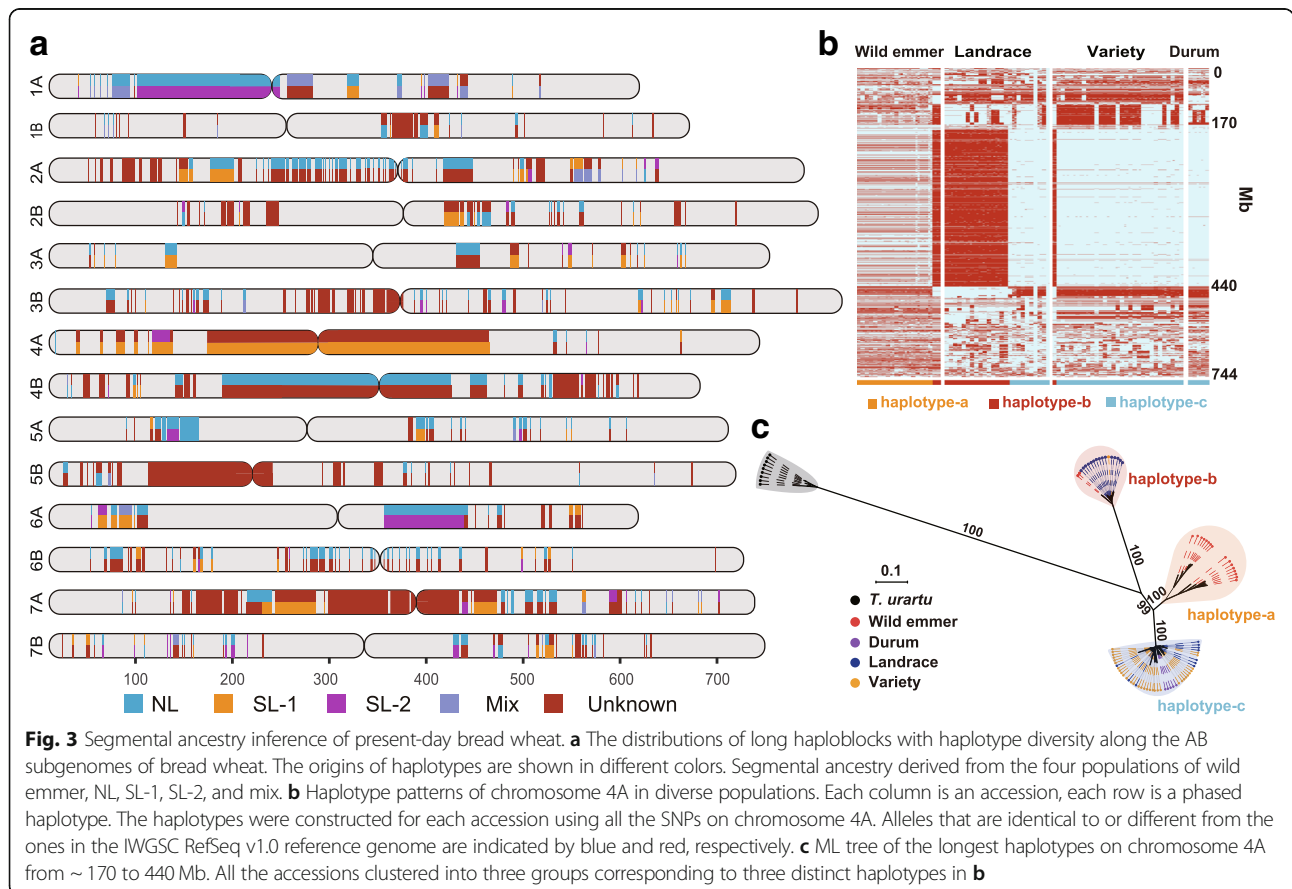 a
1A
1B
2A
2B
3A
3B
4A
4B
5A
5B
6A
6B
7A
7B
100 200 300 400 500 600 700
NL SL-1 SL-2 Mix Unknown
b
Wild emmer Landrace Variety Durum
0
170
Mb
440
744
haplotype-a haplotype-b haplotype-c
c
100
haplotype-b
100
100
99
haplotype-a
100
haplotype-c
0.1
T. urartu
Wild emmer
Durum
Landrace
Variety
Fig. 3 Segmental ancestry inference of present-day bread wheat. a The distributions of long haploblocks with haplotype diversity along the AB
subgenomes of bread wheat. The origins of haplotypes are shown in different colors. Segmental ancestry derived from the four populations of wild
emmer, NL, SL-1, SL-2, and mix. b Haplotype patterns of chromosome 4A in diverse populations. Each column is an accession, each row is a phased
haplotype. The haplotypes were constructed for each accession using all the SNPs on chromosome 4A. Alleles that are identical to or different from the
ones in the IWGSC RefSeq v1.0 reference genome are indicated by blue and red, respectively. c ML tree of the longest haplotypes on chromosome 4A
from ~ 170 to 440 Mb. All the accessions clustered into three groups corresponding to three distinct haplotypes in b